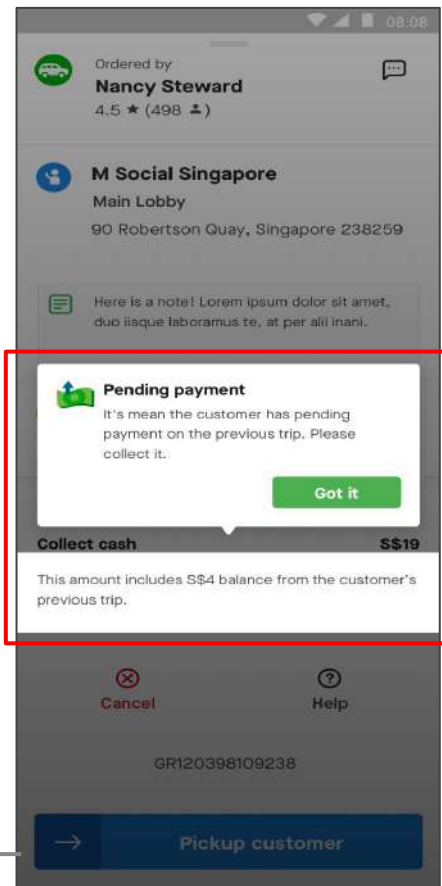 08:08
Ordered by
Nancy Steward
4.5 ★ (498 )
M Social Singapore
Main Lobby
90 Robertson Quay, Singapore 238259
Here is a note! Lorem ipsum dolor sit amet,
duo iisque laboramus te, at per alii inani.
Pending payment
It's mean the customer has pending
payment on the previous trip. Please
collect it.
Got it
Collect cash S$19
This amount includes S$4 balance from the customer's
previous trip.
Cancel Help
GR120398109238
Pickup customer